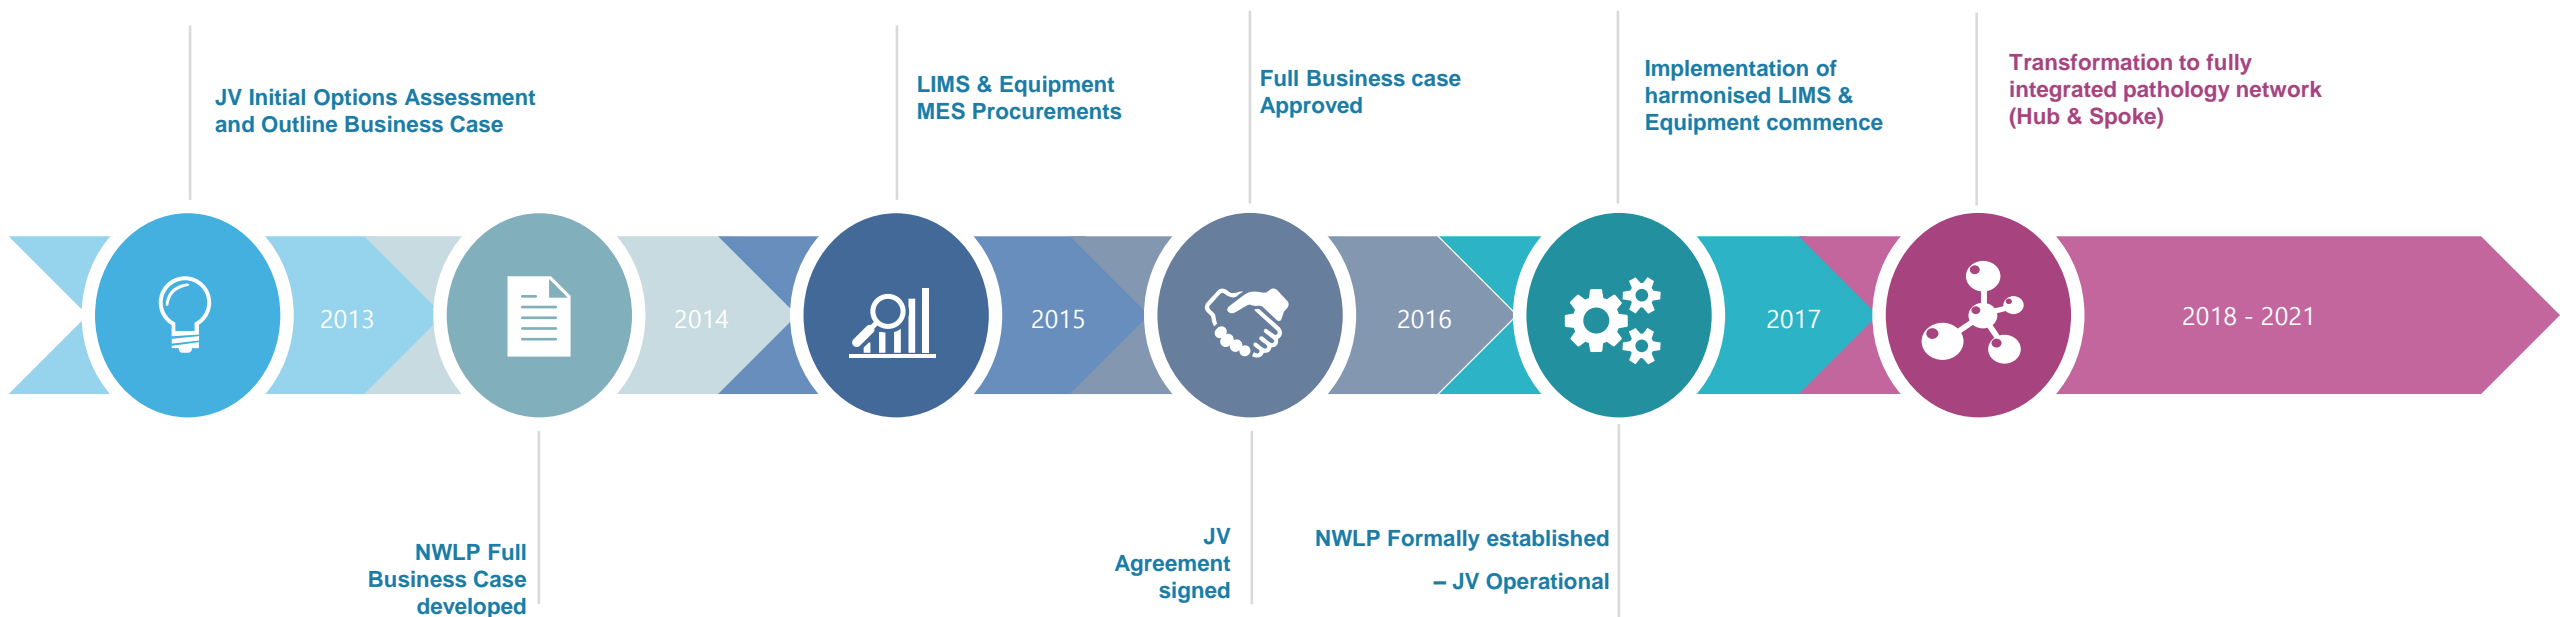 JV Initial Options Assessment
and Outline Business Case
LIMS & Equipment
MES Procurements
Full Business case
Approved
Implementation of
harmonised LIMS &
Equipment commence
Transformation to fully
integrated pathology network
(Hub & Spoke)
2013
2014
2015
2016
2017
2018 - 2021
NWLP Full
Business Case
developed
JV
Agreement
signed
NWLP Formally established
– JV Operational